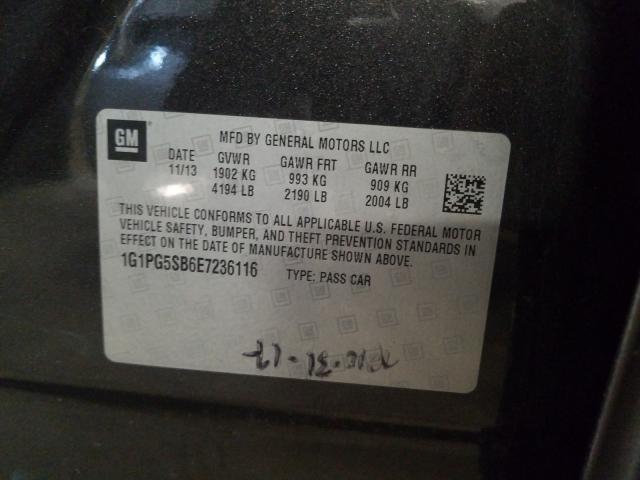 GM
MFD BY GENERAL MOTORS LLC
DATE GVWR GAWR FRT GAWR RR
11/13 1902 KG 993 KG 909 KG
4194 LB 2190 LB 2004 LB
THIS VEHICLE CONFORMS TO ALL APPLICABLE U.S. FEDERAL MOTOR
VEHICLE SAFETY, BUMPER, AND THEFT PREVENTION STANDARDS IN
EFFECT ON THE DATE OF MANUFACTURE SHOWN ABOVE.
1G1PG5SB6E7236116 TYPE: PASS CAR